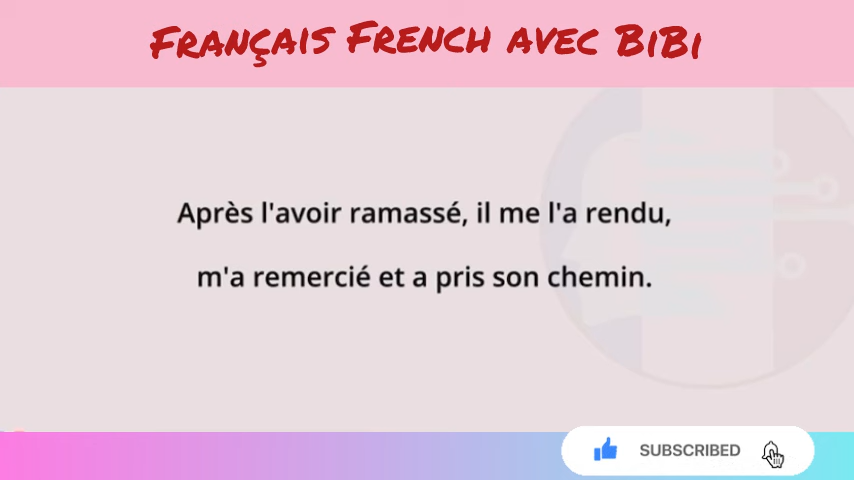 Français French avec BiBi
Après l'avoir ramassé, il me l'a rendu,
m'a remercié et a pris son chemin.
SUBSCRIBED